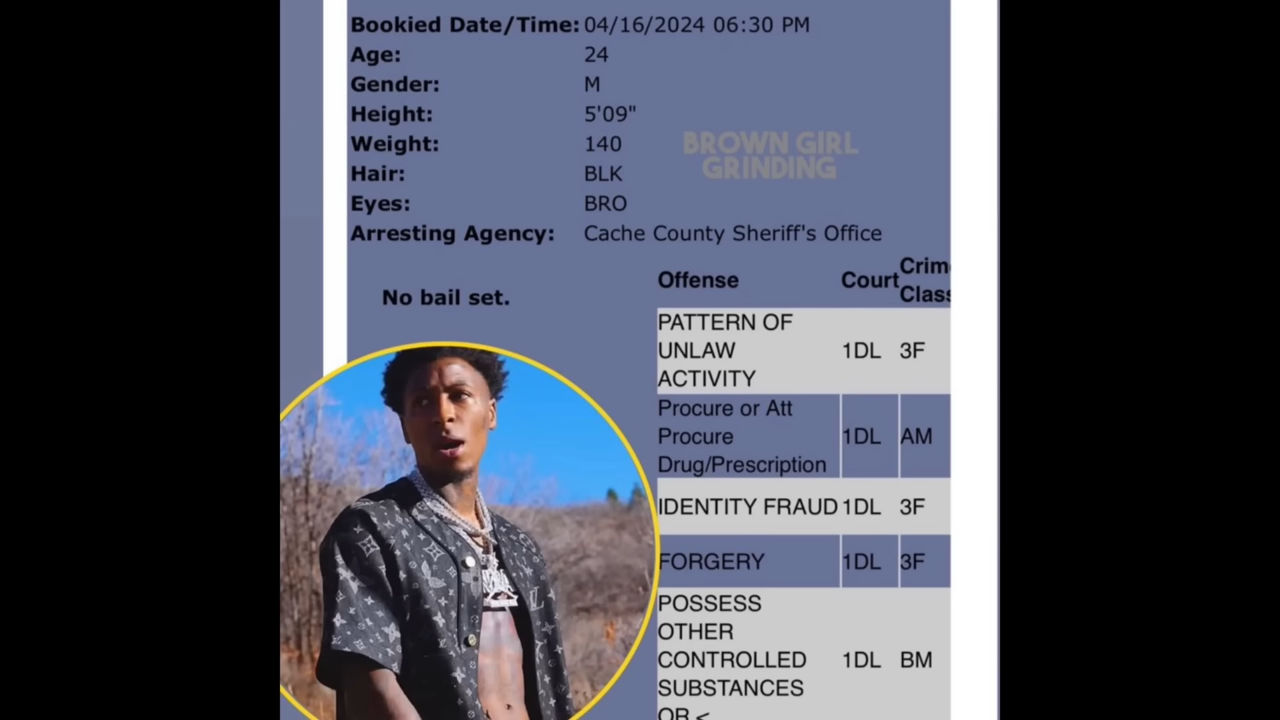 Bookied Date/Time: 04/16/2024 06:30 PM
Age: 24
Gender: M
Height: 5'09"
Weight: 140
Hair: BLK
Eyes: BRO
Arresting Agency: Cache County Sheriff's Office
BROWN GIRL
GRINDING
No bail set.
Offense Court Crim
Clas
PATTERN OF
UNLAW
ACTIVITY 1DL 3F
Procure or Att
Procure
Drug/Prescription 1DL AM
IDENTITY FRAUD 1DL 3F
FORGERY 1DL 3F
POSSESS
OTHER
CONTROLLED
SUBSTANCES
OR < 1DL BM